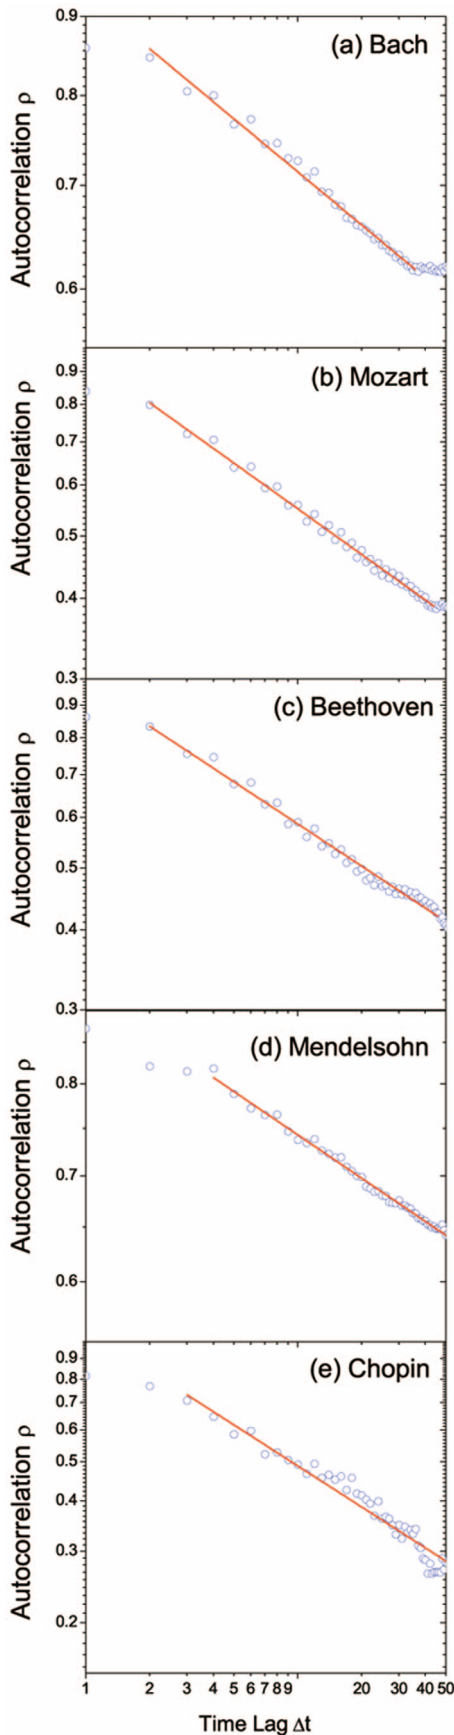 0.9
(a) Bach
0.8
0.7
0.6
Autocorrelation ρ
0.9
(b) Mozart
0.8
0.7
0.6
0.5
0.4
0.3
Autocorrelation ρ
0.9
(c) Beethoven
0.8
0.7
0.6
0.5
0.4
0.3
Autocorrelation ρ
(d) Mendelsohn
0.8
0.7
0.6
Autocorrelation ρ
0.9
(e) Chopin
0.8
0.7
0.6
0.5
0.4
0.3
0.2
Autocorrelation ρ
1 2 3 4 5 6 7 8 9 20 30 40 50
Time Lag Δt